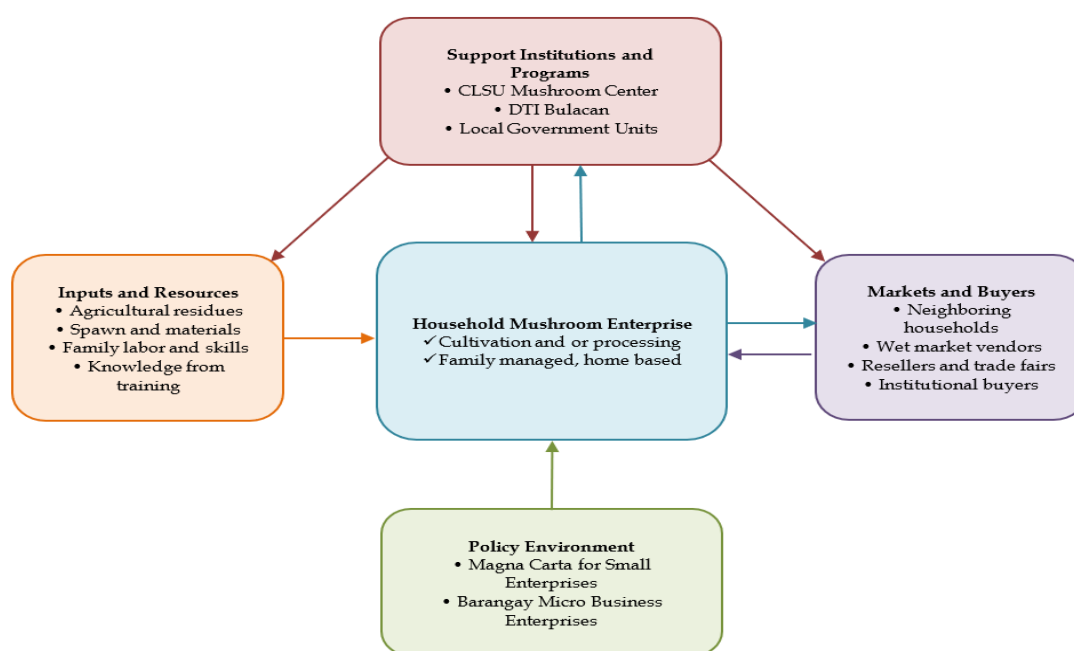 Support Institutions and
Programs
• CLSU Mushroom Center
• DTI Bulacan
• Local Government Units
Inputs and Resources
• Agricultural residues
• Spawn and materials
• Family labor and skills
• Knowledge from
training
Household Mushroom Enterprise
✓ Cultivation and or processing
✓ Family managed, home based
Markets and Buyers
• Neighboring
households
• Wet market vendors
• Resellers and trade fairs
• Institutional buyers
Policy Environment
• Magna Carta for Small
Enterprises
• Barangay Micro Business
Enterprises